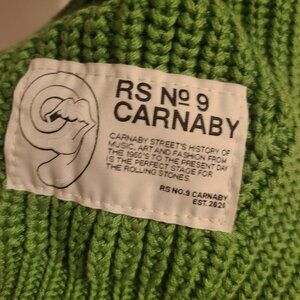 RS Nº 9
CARNABY
CARNABY STREET'S HISTORY OF
MUSIC, ART AND FASHION FROM
THE 1960'S TO THE PRESENT DAY
IS THE PERFECT STAGE FOR
THE ROLLING STONES.
RS NO.9 CARNABY
EST. 2020